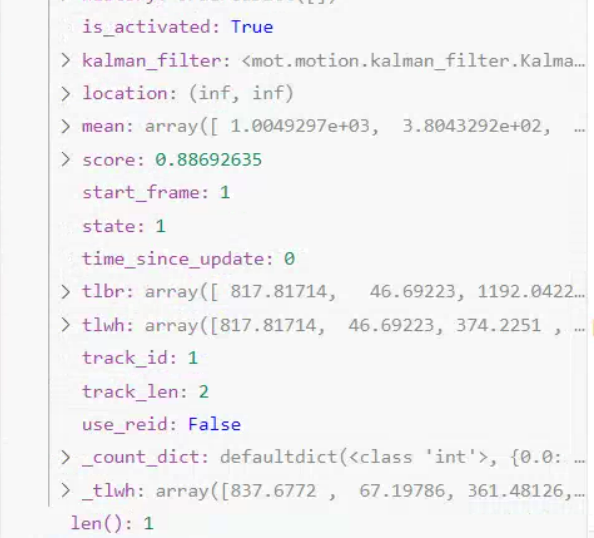 is_activated: True
> kalman_filter: <mot.motion.kalman_filter.Kalma…
> location: (inf, inf)
> mean: array([ 1.0049297e+03,  3.8043292e+02,  …
> score: 0.88692635
start_frame: 1
state: 1
time_since_update: 0
> tlbr: array([ 817.81714,   46.69223, 1192.0422…
> tlwh: array([817.81714,  46.69223, 374.2251 , …
track_id: 1
track_len: 2
use_reid: False
> _count_dict: defaultdict(<class 'int'>, {0.0: …
> _tlwh: array([837.6772 ,  67.19786, 361.48126,…
len(): 1